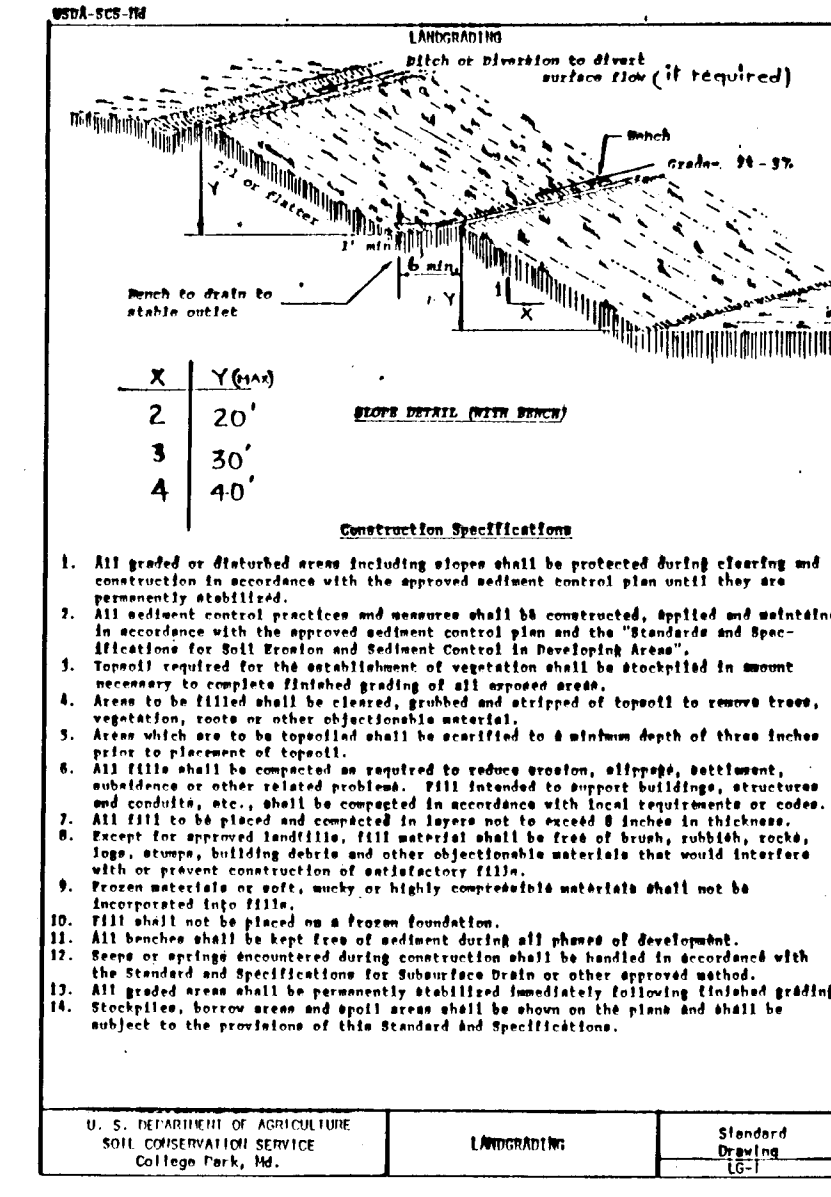 USDA-SCS-Md
LANDGRADING
Ditch or Diversion to divert
surface flow (if required)
Bench
Grade 2% - 3%
2:1 or flatter
Y
1' min
6' min.
Y
1
X
Bench to drain to
stable outlet
X Y (MAX)
2 20'
3 30'
4 40'
SLOPE DETAIL (WITH BENCH)
Construction Specifications
1. All graded or disturbed areas including slopes shall be protected during clearing and
construction in accordance with the approved sediment control plan until they are
permanently stabilized.
2. All sediment control practices and measures shall be constructed, applied and maintaine
in accordance with the approved sediment control plan and the "Standards and Spec-
ifications for Soil Erosion and Sediment Control in Developing Areas".
3. Topsoil required for the establishment of vegetation shall be stockpiled in amount
necessary to complete finished grading of all exposed areas.
4. Areas to be filled shall be cleared, grubbed and stripped of topsoil to remove trees,
vegetation, roots or other objectionable material.
5. Areas which are to be topsoiled shall be scarified to a minimum depth of three inches
prior to placement of topsoil.
6. All fills shall be compacted as required to reduce erosion, slippage, settlement,
subsidence or other related problems. Fill intended to support buildings, structures
and conduits, etc., shall be compacted in accordance with local requirements or codes.
7. All fill to be placed and compacted in layers not to exceed 8 inches in thickness.
8. Except for approved landfills, fill material shall be free of brush, rubbish, rocks,
logs, stumps, building debris and other objectionable materials that would interfere
with or prevent construction of satisfactory fills.
9. Frozen materials or soft, mucky or highly compressible materials shall not be
incorporated into fills.
10. Fill shall not be placed on a frozen foundation.
11. All benches shall be kept free of sediment during all phases of development.
12. Seeps or springs encountered during construction shall be handled in accordance with
the Standard and Specifications for Subsurface Drain or other approved method.
13. All graded areas shall be permanently stabilized immediately following finished grading
14. Stockpiles, borrow areas and spoil areas shall be shown on the plans and shall be
subject to the provisions of this Standard and Specifications.
U. S. DEPARTMENT OF AGRICULTURE
SOIL CONSERVATION SERVICE
College Park, Md.
LANDGRADING
Standard
Drawing
LG-1